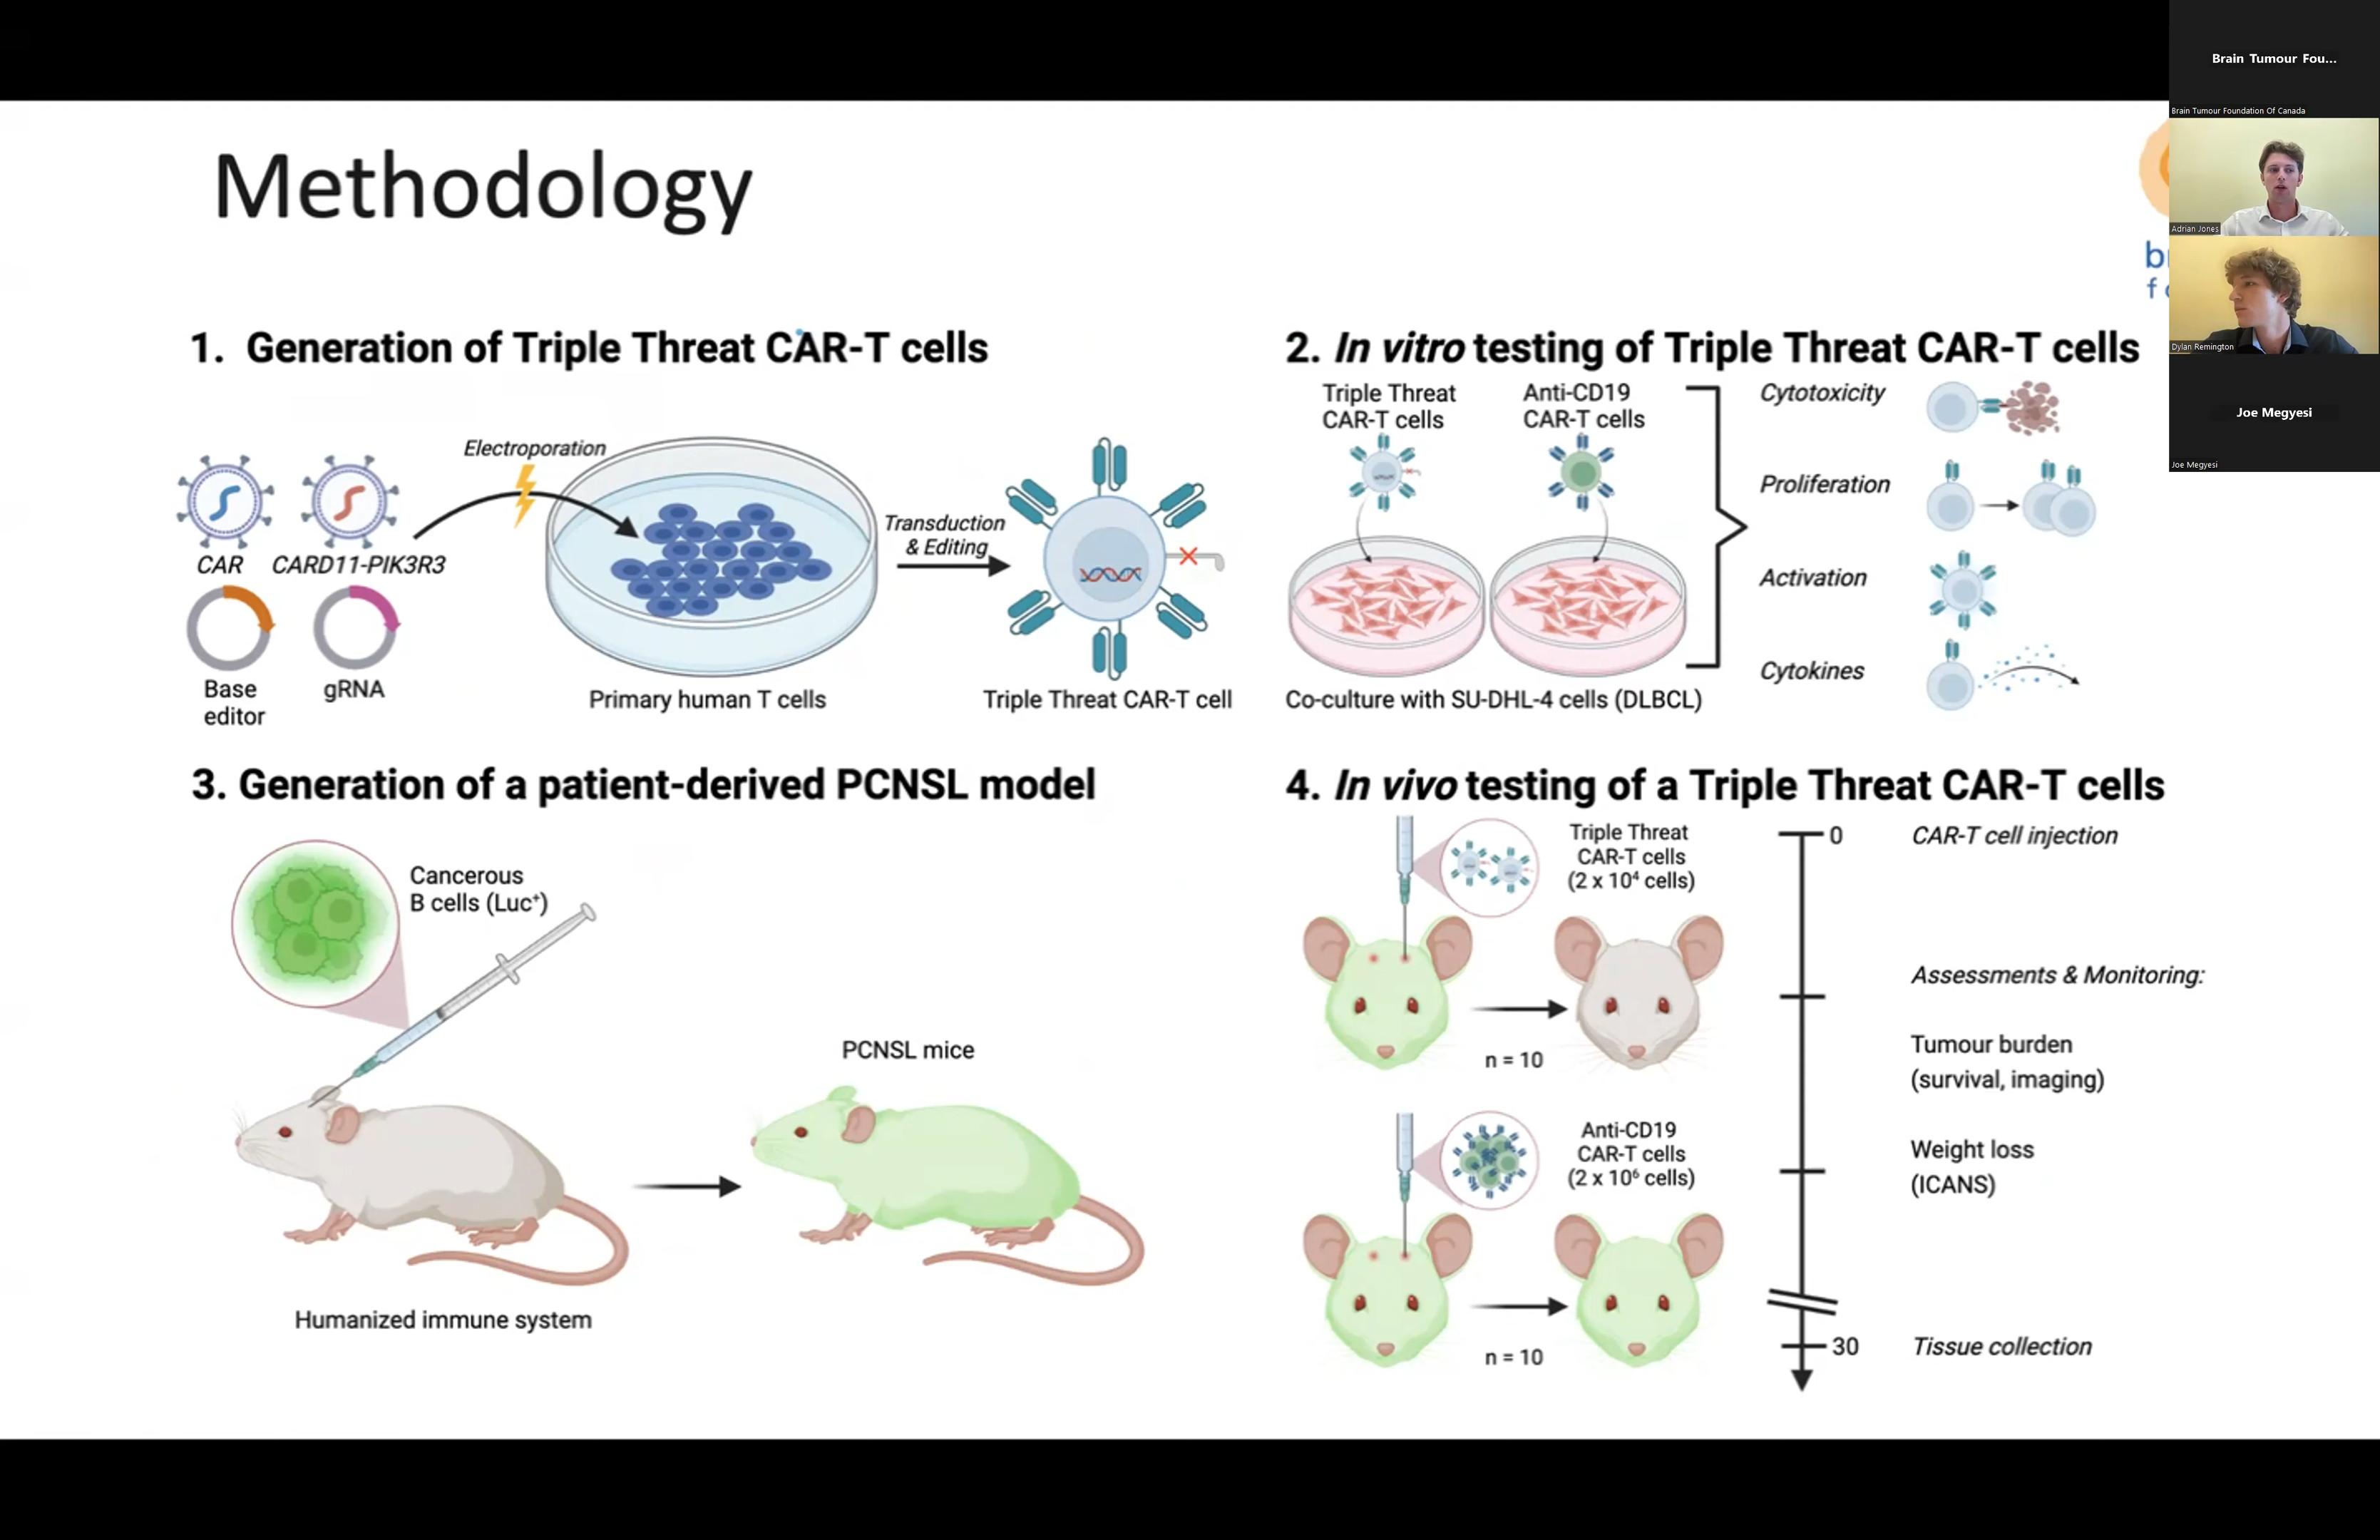 Methodology
1. Generation of Triple Threat CAR-T cells
CAR
CARD11-PIK3R3
Electroporation
Base
editor
gRNA
Primary human T cells
Transduction
& Editing
Triple Threat CAR-T cell
2. In vitro testing of Triple Threat CAR-T cells
Triple Threat
CAR-T cells
Anti-CD19
CAR-T cells
Co-culture with SU-DHL-4 cells (DLBCL)
Cytotoxicity
Proliferation
Activation
Cytokines
3. Generation of a patient-derived PCNSL model
Cancerous
B cells (Luc⁺)
Humanized immune system
PCNSL mice
4. In vivo testing of a Triple Threat CAR-T cells
Triple Threat
CAR-T cells
(2 x 10⁴ cells)
n = 10
Anti-CD19
CAR-T cells
(2 x 10⁶ cells)
n = 10
0
CAR-T cell injection
Assessments & Monitoring:
Tumour burden
(survival, imaging)
Weight loss
(ICANS)
30
Tissue collection
Brain Tumour Fou...
Brain Tumour Foundation Of Canada
Adrian Jones
Dylan Remington
Joe Megyesi
Joe Megyesi